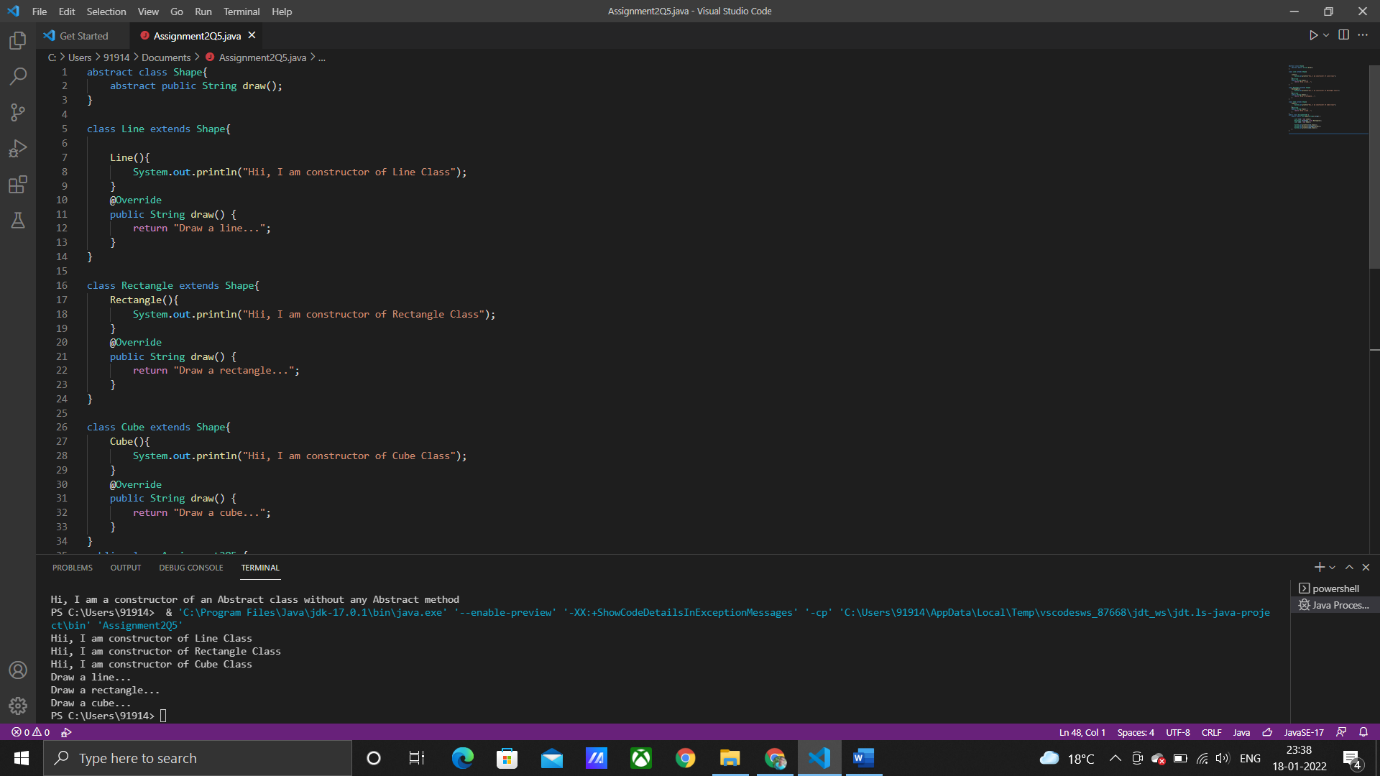 File Edit Selection View Go Run Terminal Help Assignment2Q5.java - Visual Studio Code
Get Started Assignment2Q5.java
C: > Users > 91914 > Documents > Assignment2Q5.java > ...
1 abstract class Shape{
2 abstract public String draw();
3 }
4
5 class Line extends Shape{
6
7 Line(){
8 System.out.println("Hii, I am constructor of Line Class");
9 }
10 @Override
11 public String draw() {
12 return "Draw a line...";
13 }
14 }
15
16 class Rectangle extends Shape{
17 Rectangle(){
18 System.out.println("Hii, I am constructor of Rectangle Class");
19 }
20 @Override
21 public String draw() {
22 return "Draw a rectangle...";
23 }
24 }
25
26 class Cube extends Shape{
27 Cube(){
28 System.out.println("Hii, I am constructor of Cube Class");
29 }
30 @Override
31 public String draw() {
32 return "Draw a cube...";
33 }
34 }
PROBLEMS OUTPUT DEBUG CONSOLE TERMINAL
Hi, I am a constructor of an Abstract class without any Abstract method
PS C:\Users\91914> & 'C:\Program Files\Java\jdk-17.0.1\bin\java.exe' '--enable-preview' '-XX:+ShowCodeDetailsInExceptionMessages' '-cp' 'C:\Users\91914\AppData\Local\Temp\vscodesws_87668\jdt_ws\jdt.ls-java-proje
ct\bin' 'Assignment2Q5'
Hii, I am constructor of Line Class
Hii, I am constructor of Rectangle Class
Hii, I am constructor of Cube Class
Draw a line...
Draw a rectangle...
Draw a cube...
PS C:\Users\91914>
powershell
Java Proces...
0 0 Ln 48, Col 1 Spaces: 4 UTF-8 CRLF Java JavaSE-17
Type here to search 18°C ENG 23:38
18-01-2022 4